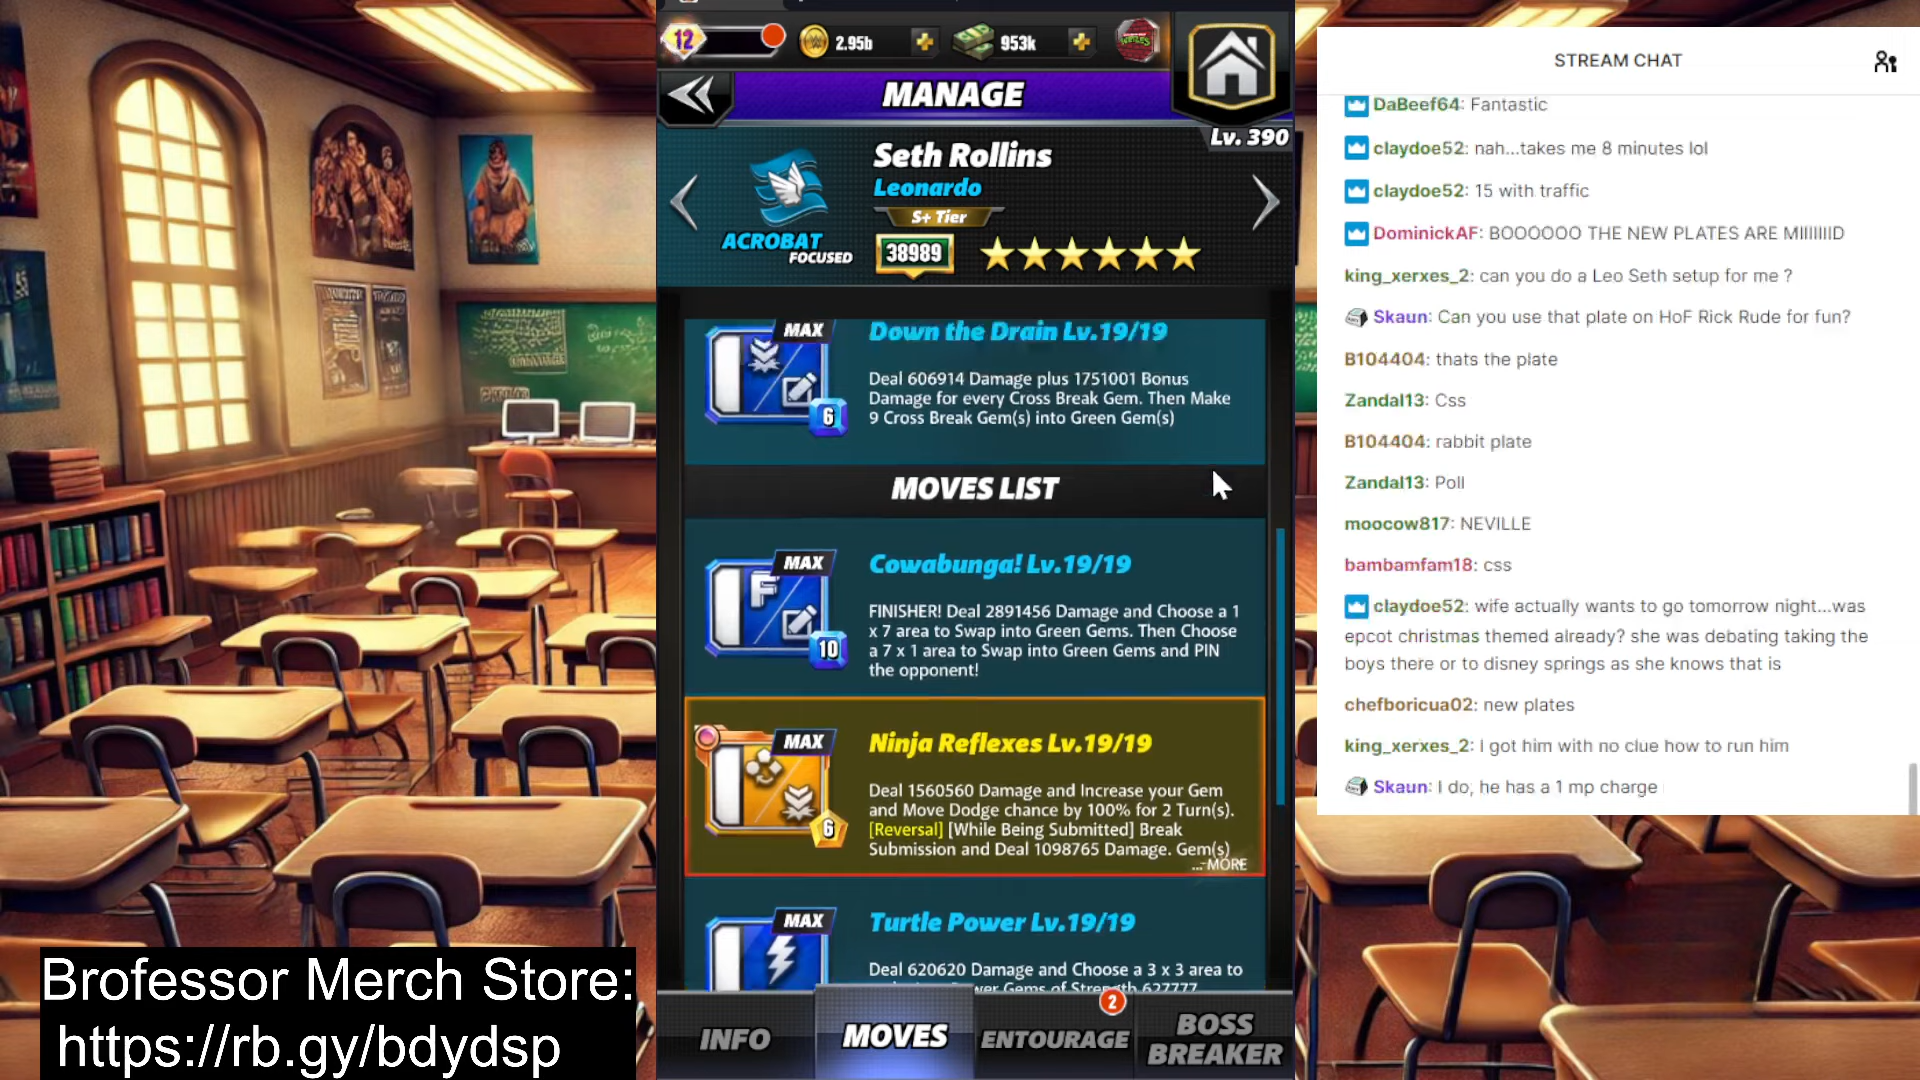 12
2.95b
953k
MANAGE
Lv. 390
Seth Rollins
Leonardo
S+ Tier
ACROBAT
FOCUSED
38989
MAX
Down the Drain Lv.19/19
Deal 606914 Damage plus 1751001 Bonus
Damage for every Cross Break Gem. Then Make
9 Cross Break Gem(s) into Green Gem(s)
6
MOVES LIST
MAX
Cowabunga! Lv.19/19
F
FINISHER! Deal 2891456 Damage and Choose a 1
x 7 area to Swap into Green Gems. Then Choose
a 7 x 1 area to Swap into Green Gems and PIN
the opponent!
10
MAX
Ninja Reflexes Lv.19/19
Deal 1560560 Damage and Increase your Gem
and Move Dodge chance by 100% for 2 Turn(s).
[Reversal] [While Being Submitted] Break
Submission and Deal 1098765 Damage. Gem(s)
...MORE
6
MAX
Turtle Power Lv.19/19
Deal 620620 Damage and Choose a 3 x 3 area to
INFO
MOVES
ENTOURAGE
2
BOSS
BREAKER
STREAM CHAT
DaBeef64: Fantastic
claydoe52: nah...takes me 8 minutes lol
claydoe52: 15 with traffic
DominickAF: BOOOOOO THE NEW PLATES ARE MIIIIIIID
king_xerxes_2: can you do a Leo Seth setup for me ?
Skaun: Can you use that plate on HoF Rick Rude for fun?
B104404: thats the plate
Zandal13: Css
B104404: rabbit plate
Zandal13: Poll
moocow817: NEVILLE
bambamfam18: css
claydoe52: wife actually wants to go tomorrow night...was
epcot christmas themed already? she was debating taking the
boys there or to disney springs as she knows that is
chefboricua02: new plates
king_xerxes_2: I got him with no clue how to run him
Skaun: I do, he has a 1 mp charge
Brofessor Merch Store:
https://rb.gy/bdydsp